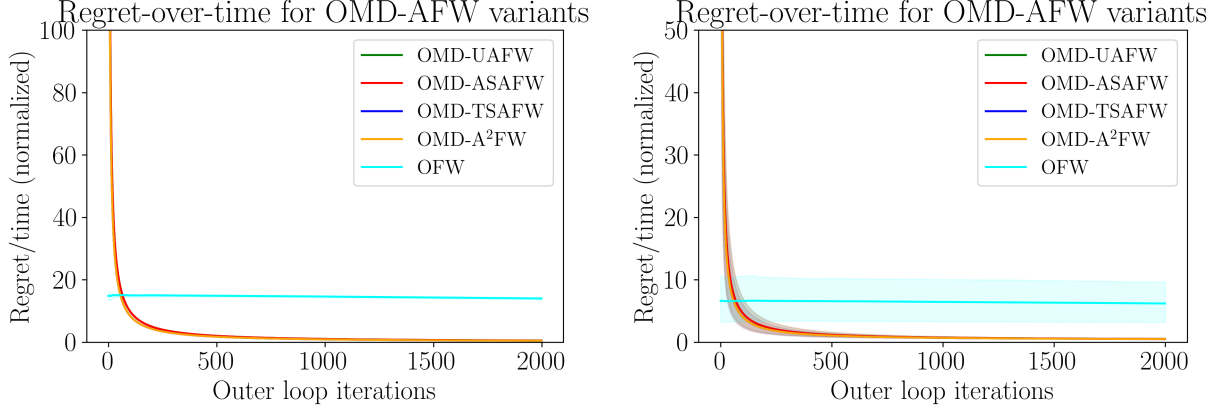 Regret-over-time for OMD-AFW variants
Regret/time (normalized)
100
80
60
40
20
0
OMD-UAFW
OMD-ASAFW
OMD-TSAFW
OMD-A²FW
OFW
0 500 1000 1500 2000
Outer loop iterations
Regret-over-time for OMD-AFW variants
Regret/time (normalized)
50
40
30
20
10
0
OMD-UAFW
OMD-ASAFW
OMD-TSAFW
OMD-A²FW
OFW
0 500 1000 1500 2000
Outer loop iterations